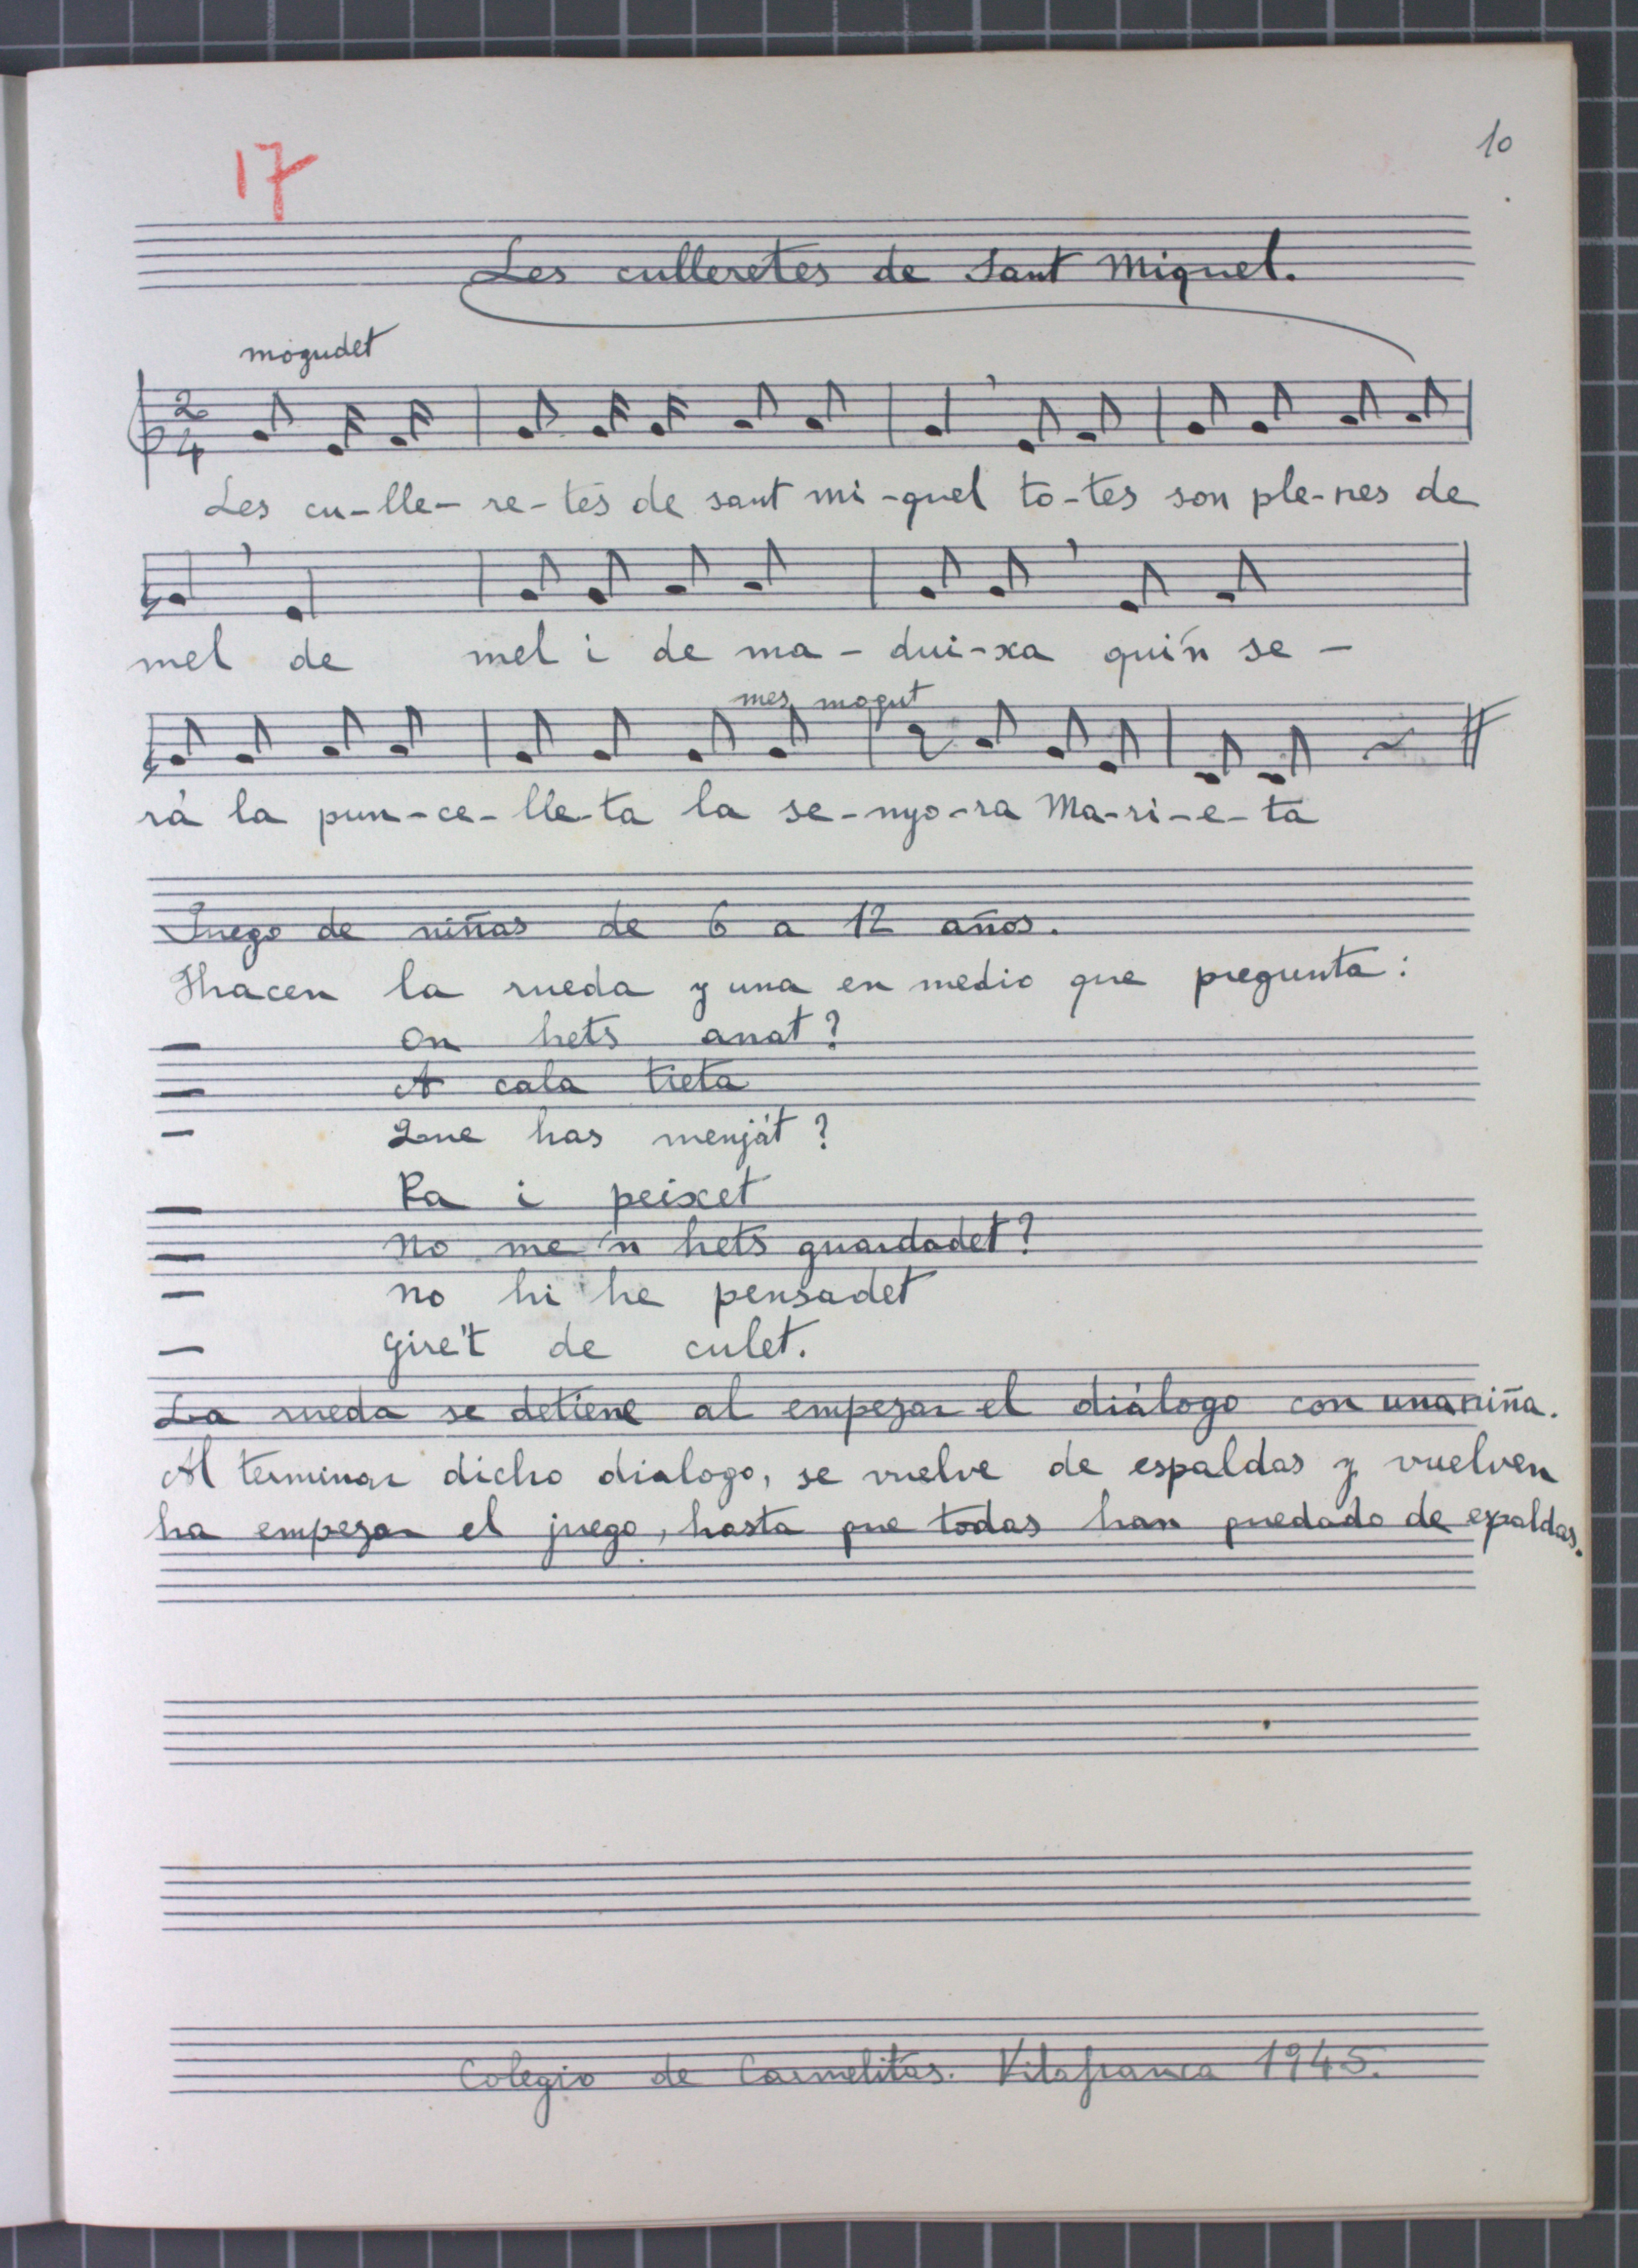 10
17
Les culleretes de Sant Miquel.
mogudet
2
4
Les cu-lle- re-tes de sant mi-quel to-tes son ple-nes de
mel de mel i de ma-dui-xa qui'n se-
mes mogut
rá la pun-ce-lle-ta la se-nyo-ra Ma-ri-e-ta
Juego de niñas de 6 a 12 años.
Hhacen la rueda y una en medio que pregunta:
— On hets anat?
— A cala tieta
— Que has menját?
— Pa i peixet
— No me'n hets guardadet?
— no hi he pensadet
— gire't de culet.
La rueda se detiene al empezar el diálogo con una niña.
Al terminar dicho dialogo, se vuelve de espaldas y vuelven
ha empezar el juego, hasta que todas han quedado de espaldas.
Colegio de Carmelitas. Vilafranca 1945.